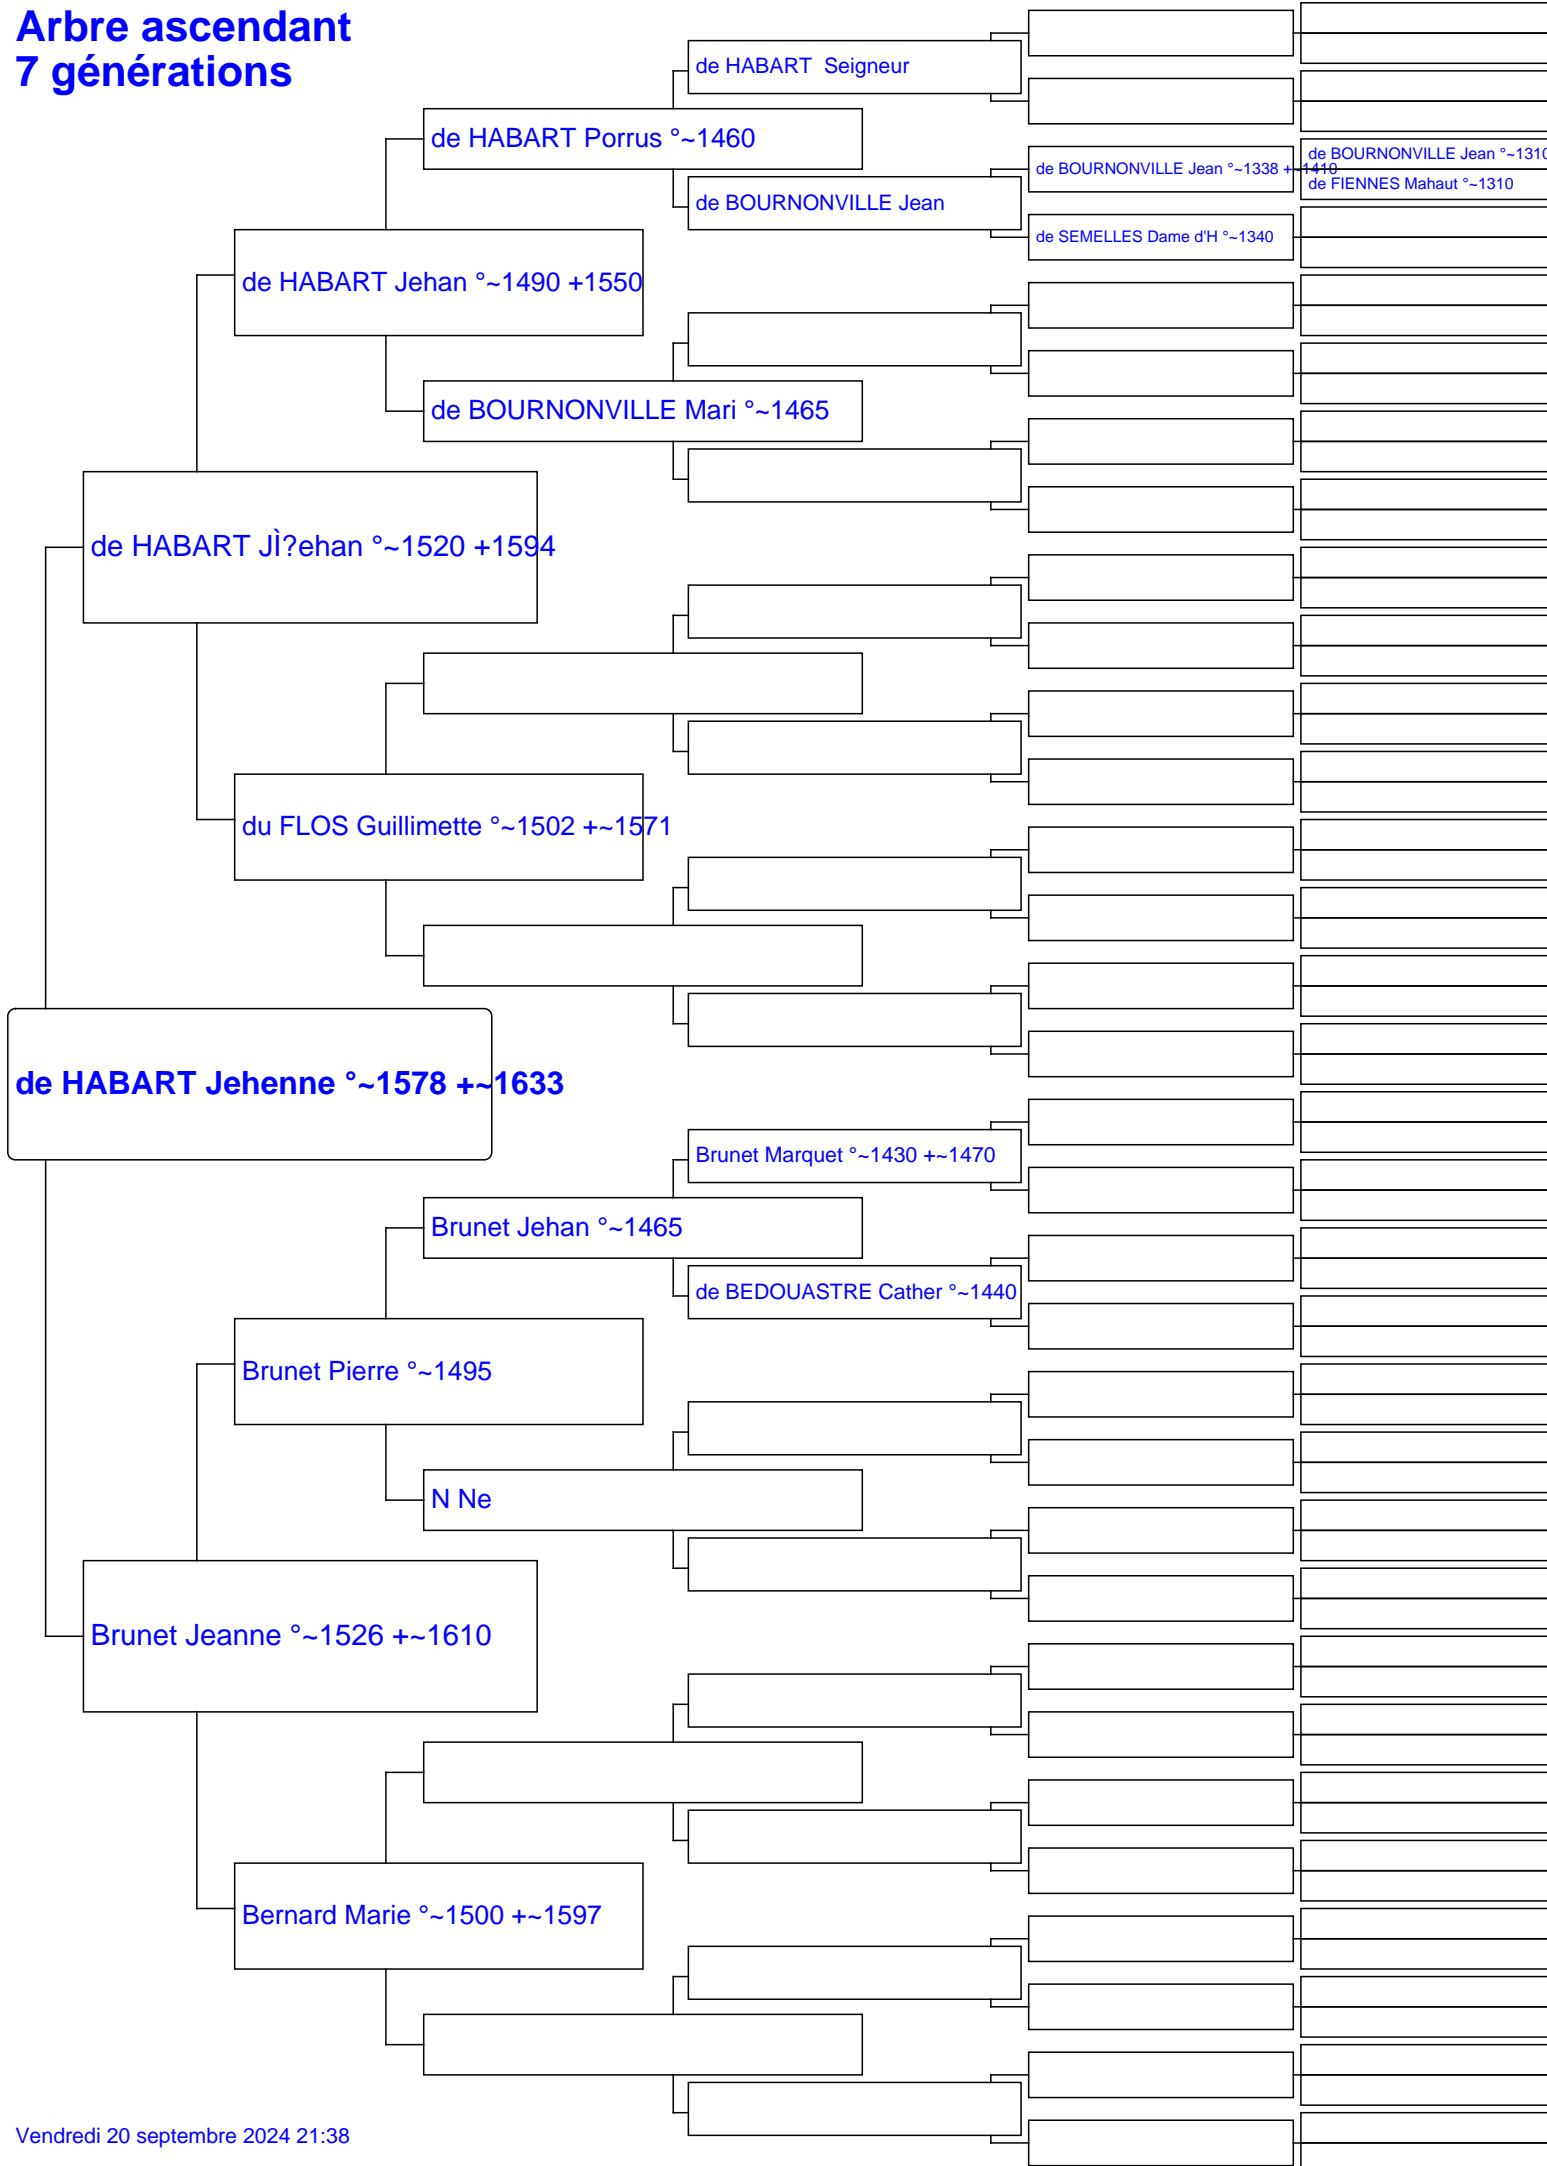 Arbre ascendant
7 générations
de HABART  Seigneur
de HABART Porrus °~1460
de BOURNONVILLE Jean °~1310
de BOURNONVILLE Jean °~1338 +~1410
de FIENNES Mahaut °~1310
de BOURNONVILLE Jean
de SEMELLES Dame d'H °~1340
de HABART Jehan °~1490 +1550
de BOURNONVILLE Mari °~1465
de HABART JÌ?ehan °~1520 +1594
du FLOS Guillimette °~1502 +~1571
de HABART Jehenne °~1578 +~1633
Brunet Marquet °~1430 +~1470
Brunet Jehan °~1465
de BEDOUASTRE Cather °~1440
Brunet Pierre °~1495
N Ne
Brunet Jeanne °~1526 +~1610
Bernard Marie °~1500 +~1597
Vendredi 20 septembre 2024 21:38